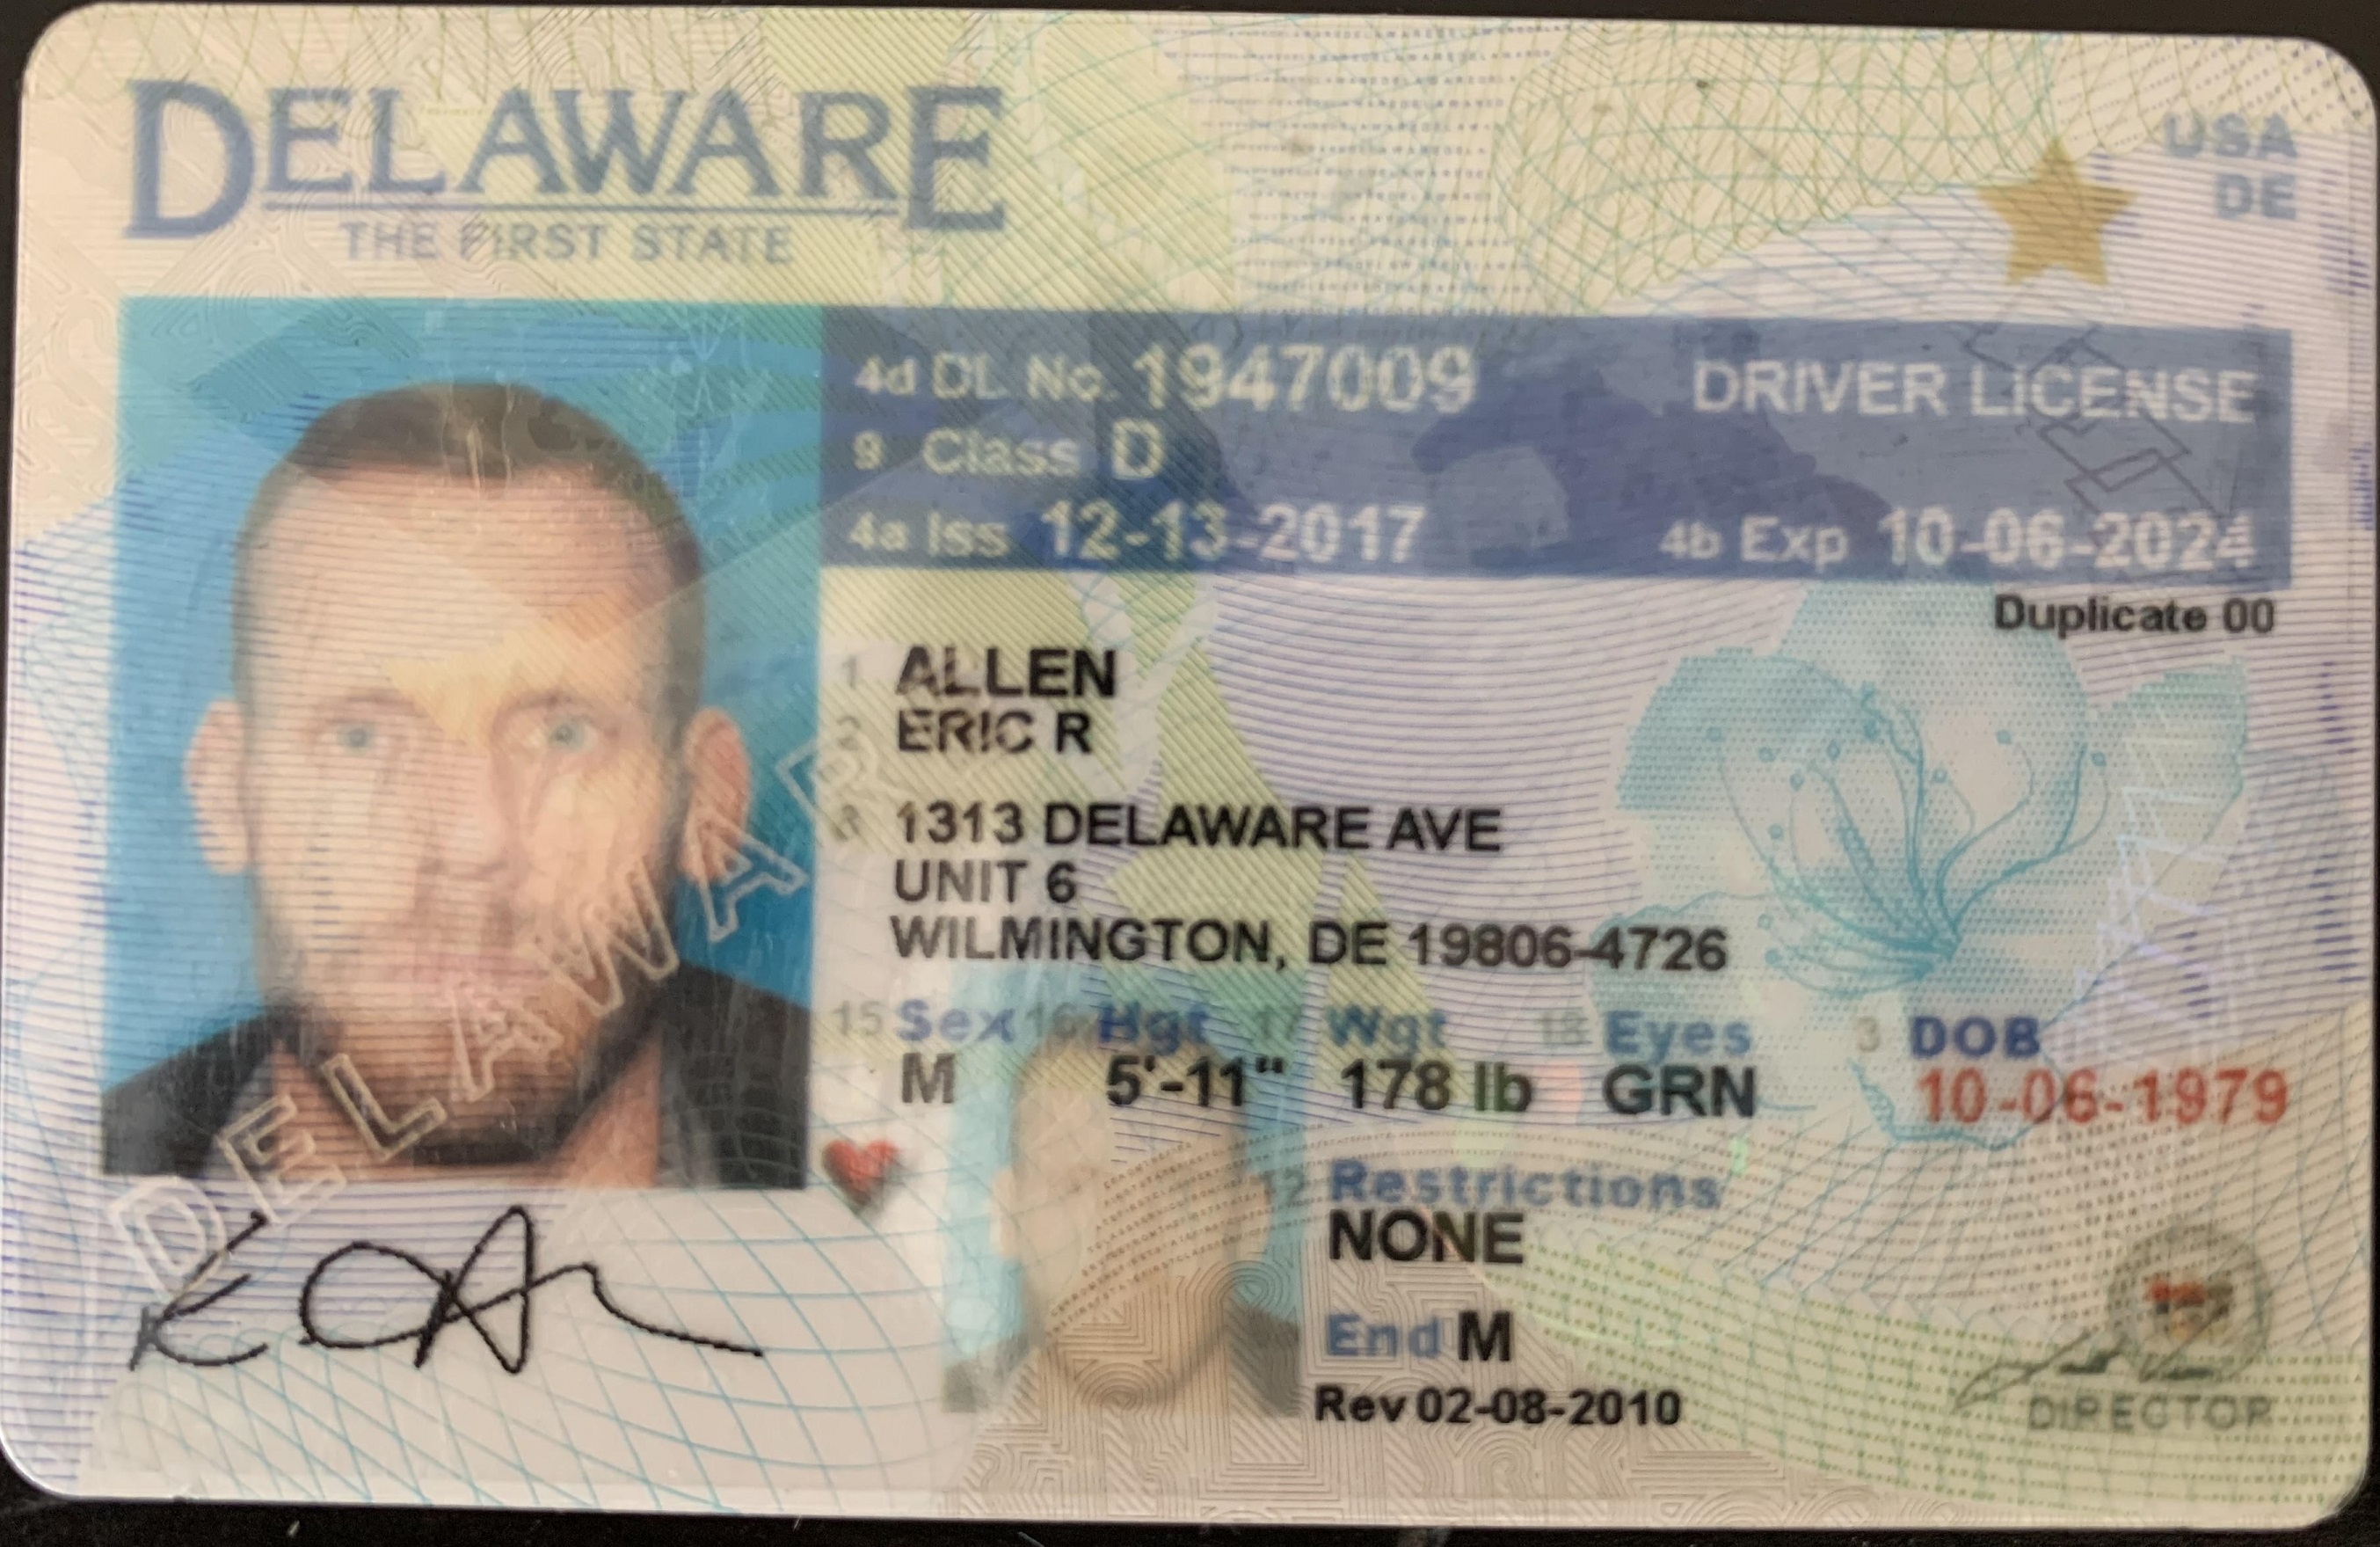 DELAWARE
THE FIRST STATE
USA
DE
4d DL No. 1947009 DRIVER LICENSE
9 Class D
4a Iss 12-13-2017 4b Exp 10-06-2024
Duplicate 00
1 ALLEN
2 ERIC R
8 1313 DELAWARE AVE
UNIT 6
WILMINGTON, DE 19806-4726
15 Sex 16 Hgt 17 Wgt 18 Eyes 3 DOB
M 5'-11" 178 lb GRN 10-06-1979
12 Restrictions
NONE
End M
Rev 02-08-2010
DIRECTOR
DELAWAR